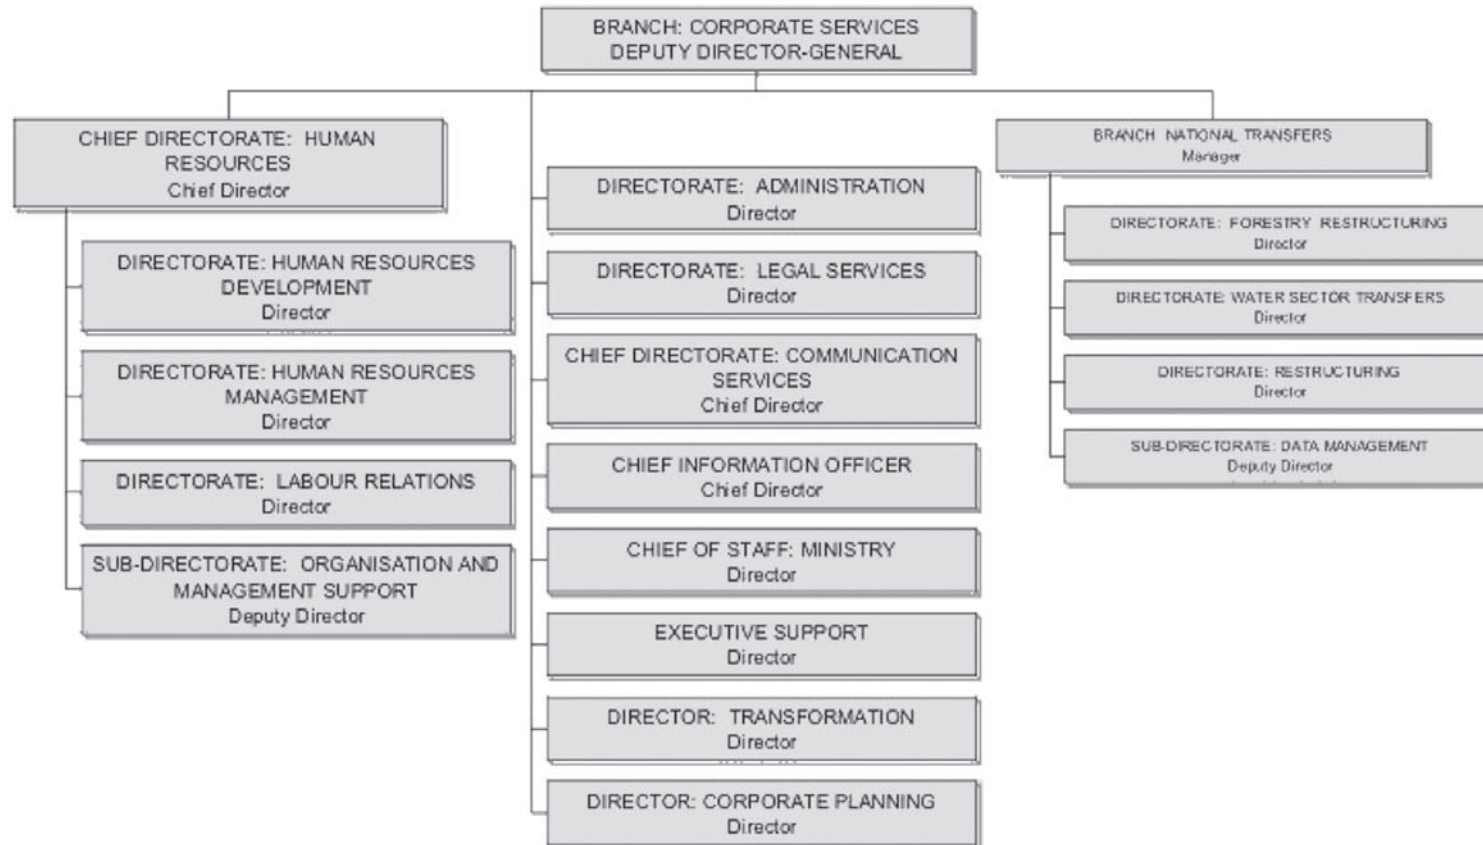 BRANCH: CORPORATE SERVICES
DEPUTY DIRECTOR-GENERAL
CHIEF DIRECTORATE: HUMAN
RESOURCES
Chief Director
DIRECTORATE: HUMAN RESOURCES
DEVELOPMENT
Director
DIRECTORATE: HUMAN RESOURCES
MANAGEMENT
Director
DIRECTORATE: LABOUR RELATIONS
Director
SUB-DIRECTORATE: ORGANISATION AND
MANAGEMENT SUPPORT
Deputy Director
DIRECTORATE: ADMINISTRATION
Director
DIRECTORATE: LEGAL SERVICES
Director
CHIEF DIRECTORATE: COMMUNICATION
SERVICES
Chief Director
CHIEF INFORMATION OFFICER
Chief Director
CHIEF OF STAFF: MINISTRY
Director
EXECUTIVE SUPPORT
Director
DIRECTOR: TRANSFORMATION
Director
DIRECTOR: CORPORATE PLANNING
Director
BRANCH NATIONAL TRANSFERS
Manager
DIRECTORATE: FORESTRY RESTRUCTURING
Director
DIRECTORATE: WATER SECTOR TRANSFERS
Director
DIRECTORATE: RESTRUCTURING
Director
SUB-DIRECTORATE: DATA MANAGEMENT
Deputy Director